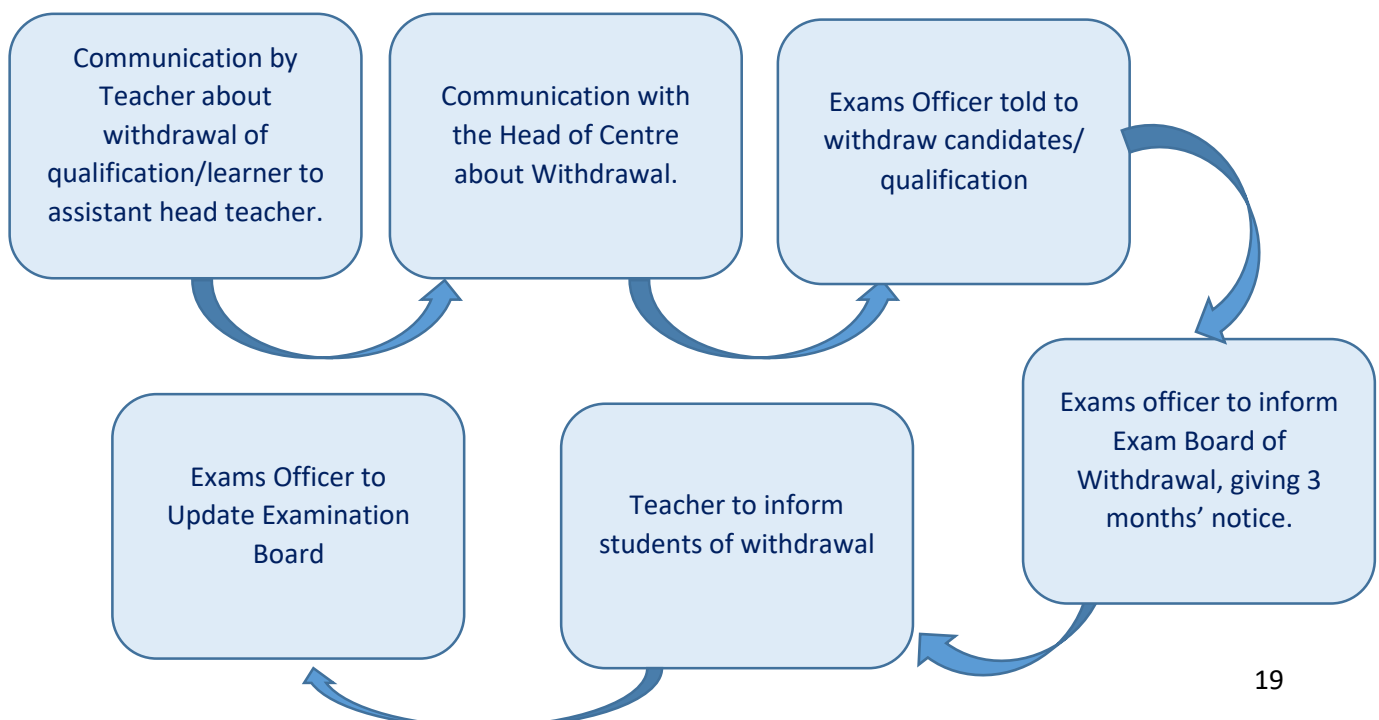 Communication by
Teacher about
withdrawal of
qualification/learner to
assistant head teacher.
Communication with
the Head of Centre
about Withdrawal.
Exams Officer told to
withdraw candidates/
qualification
Exams officer to inform
Exam Board of
Withdrawal, giving 3
months’ notice.
Teacher to inform
students of withdrawal
Exams Officer to
Update Examination
Board
19